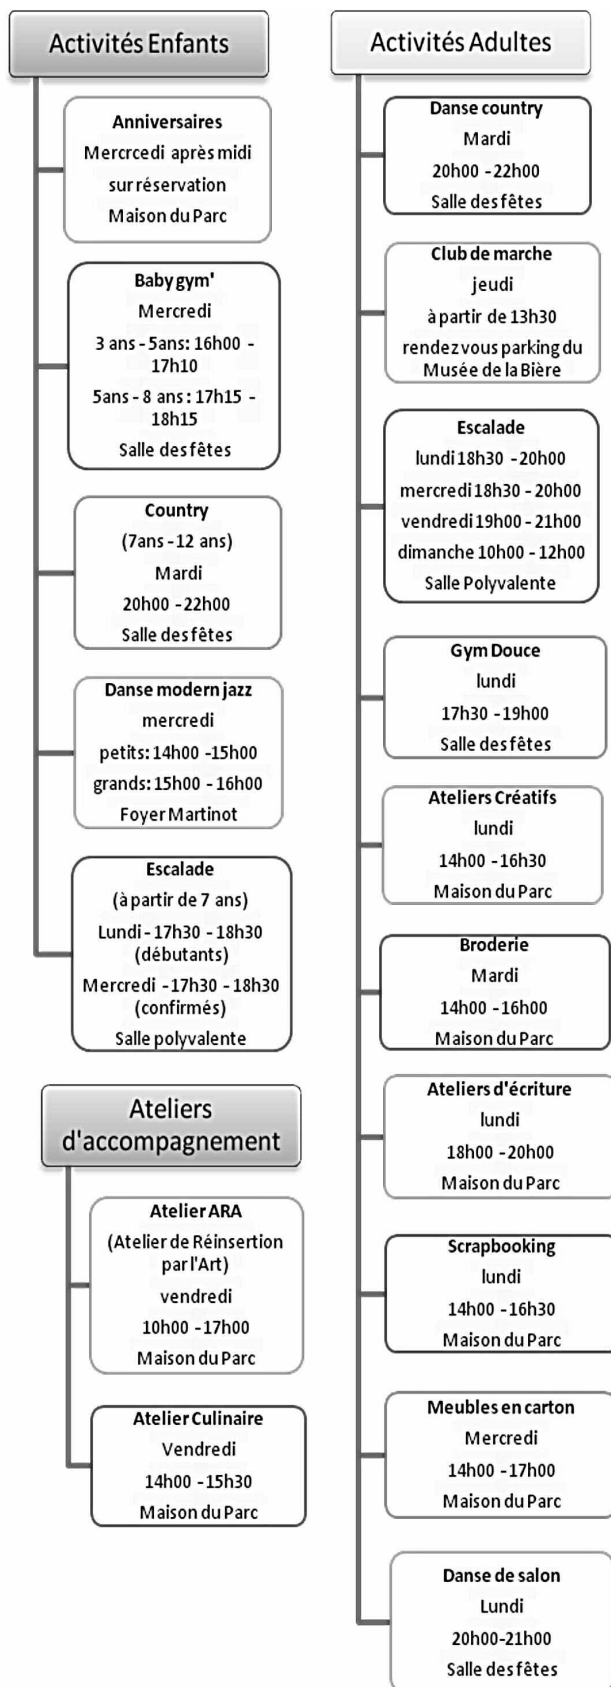 Activités Enfants
Anniversaires
Mercrcedi après midi
sur réservation
Maison du Parc
Baby gym'
Mercredi
3 ans - 5ans: 16h00 -
17h10
5ans - 8 ans : 17h15 -
18h15
Salle des fêtes
Country
(7ans - 12 ans)
Mardi
20h00 - 22h00
Salle des fêtes
Danse modern jazz
mercredi
petits: 14h00 - 15h00
grands: 15h00 - 16h00
Foyer Martinot
Escalade
(à partir de 7 ans)
Lundi - 17h30 - 18h30
(débutants)
Mercredi - 17h30 - 18h30
(confirmés)
Salle polyvalente
Ateliers
d'accompagnement
Atelier ARA
(Atelier de Réinsertion
par l'Art)
vendredi
10h00 - 17h00
Maison du Parc
Atelier Culinaire
Vendredi
14h00 - 15h30
Maison du Parc
Activités Adultes
Danse country
Mardi
20h00 - 22h00
Salle des fêtes
Club de marche
jeudi
à partir de 13h30
rendez vous parking du
Musée de la Bière
Escalade
lundi 18h30 - 20h00
mercredi 18h30 - 20h00
vendredi 19h00 - 21h00
dimanche 10h00 - 12h00
Salle Polyvalente
Gym Douce
lundi
17h30 - 19h00
Salle des fêtes
Ateliers Créatifs
lundi
14h00 - 16h30
Maison du Parc
Broderie
Mardi
14h00 - 16h00
Maison du Parc
Ateliers d'écriture
lundi
18h00 - 20h00
Maison du Parc
Scrapbooking
lundi
14h00 - 16h30
Maison du Parc
Meubles en carton
Mercredi
14h00 - 17h00
Maison du Parc
Danse de salon
Lundi
20h00-21h00
Salle des fêtes